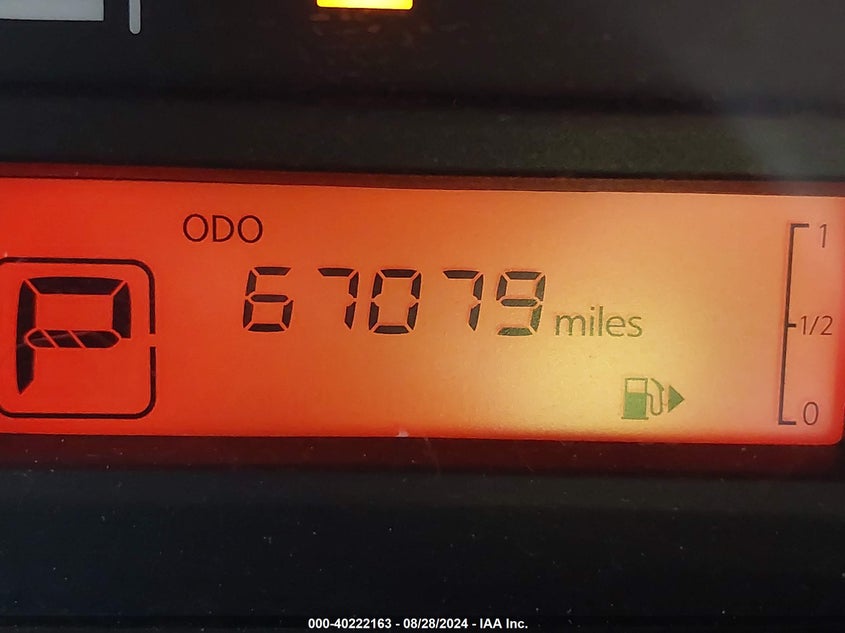 ODO
P
67079 miles
1
1/2
0
000-40222163 - 08/28/2024 - IAA Inc.